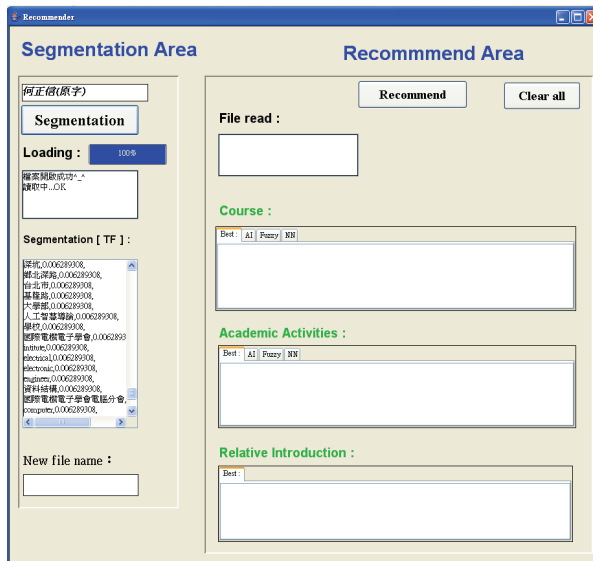 Recommender
Segmentation Area
Recommmend Area
何正信(原字)
Segmentation
Loading :
100%
檔案開啟成功^_^
讀取中...OK
Segmentation [ TF ] :
深坑,0.006289308,
鄉北深路,0.006289308,
台北市,0.006289308,
基隆路,0.006289308,
大學部,0.006289308,
人工智慧導論,0.006289308,
學校,0.006289308,
國際電機電子學會,0.0062893
intitute,0.006289308,
electrical,0.006289308,
electronic,0.006289308,
engineer,0.006289308,
資料結構,0.006289308,
國際電機電子學會電腦分會,
computer,0.006289308,
New file name：
Recommend
Clear all
File read :
Course :
Best : AI Fuzzy NN
Academic Activities :
Best : AI Fuzzy NN
Relative Introduction :
Best :